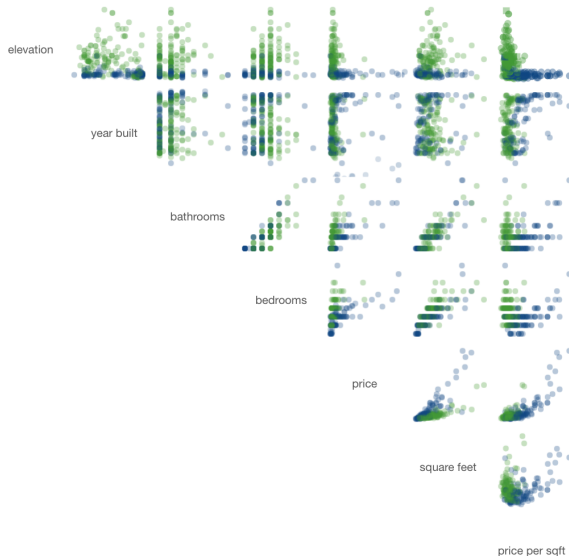 elevation
year built
bathrooms
bedrooms
price
square feet
price per sqft